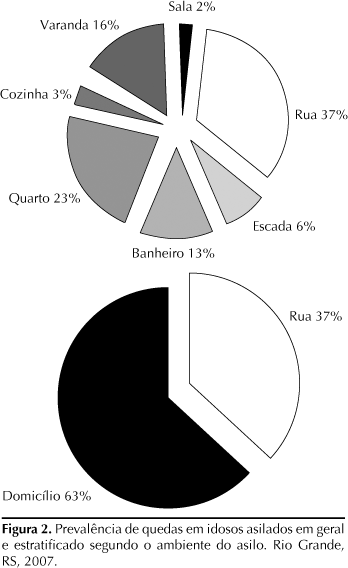 Sala 2%
Varanda 16%
Rua 37%
Cozinha 3%
Quarto 23%
Escada 6%
Banheiro 13%
Rua 37%
Domicílio 63%
Figura 2. Prevalência de quedas em idosos asilados em geral
e estratificado segundo o ambiente do asilo. Rio Grande,
RS, 2007.